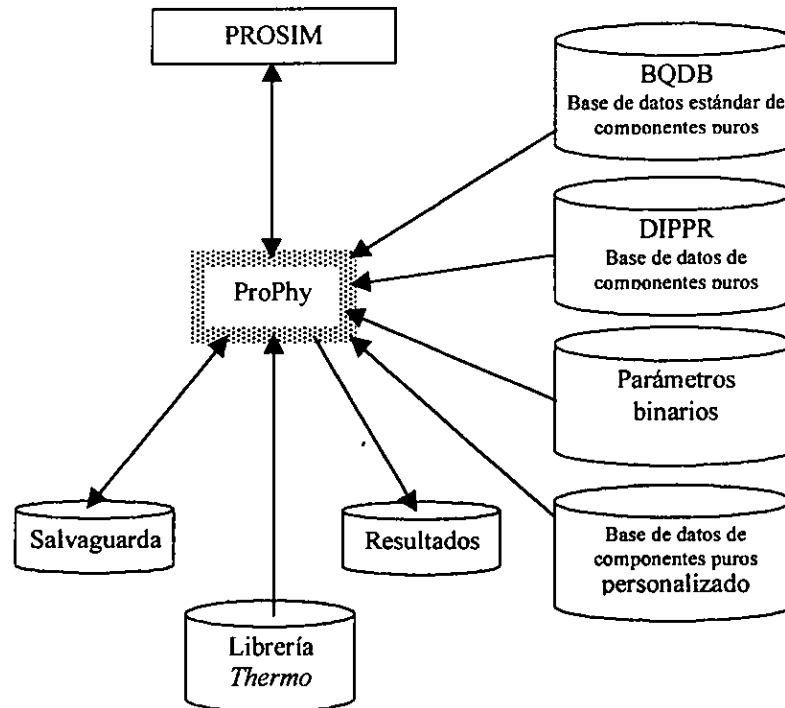 PROSIM
BQDB
Base de datos estándar de
componentes puros
DIPPR
Base de datos de
componentes puros
ProPhy
Parámetros
binarios
Salvaguarda
Resultados
Base de datos de
componentes puros
personalizado
Librería
Thermo